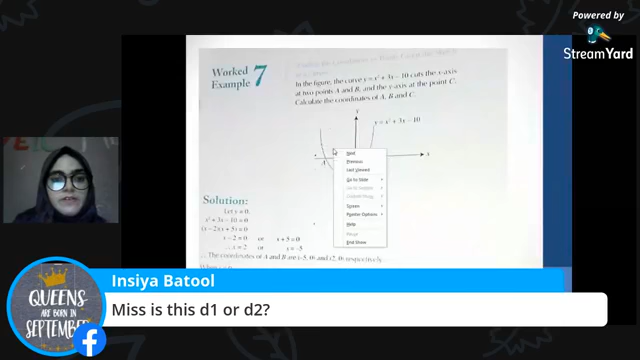 Powered by
StreamYard
Worked
Example 7
In the figure, the curve y = x² + 3x – 10 cuts the x-axis
at two points A and B, and the y-axis at the point C.
Calculate the coordinates of A, B and C.
y
y = x² + 3x – 10
x
A
Next
Previous
Last Viewed
Go to Slide
Screen
Pointer Options
Help
Pause
End Show
Solution:
Let y = 0.
x² + 3x – 10 = 0
(x – 2)(x + 5) = 0
x – 2 = 0 or x + 5 = 0
∴ x = 2 or x = –5
∴ The coordinates of A and B are (–5, 0) and (2, 0) respectively.
QUEENS
ARE BORN IN
SEPTEMBER
Insiya Batool
Miss is this d1 or d2?